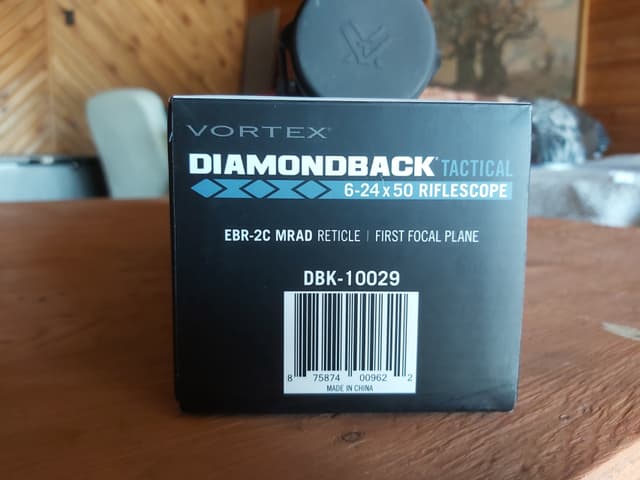 VORTEX®
DIAMONDBACK® TACTICAL
6-24x50 RIFLESCOPE
EBR-2C MRAD RETICLE | FIRST FOCAL PLANE
DBK-10029
8 75874 00962 2
MADE IN CHINA